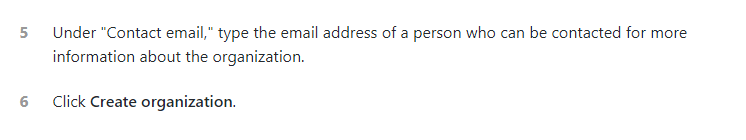 5 Under "Contact email," type the email address of a person who can be contacted for more
information about the organization.
6 Click Create organization.